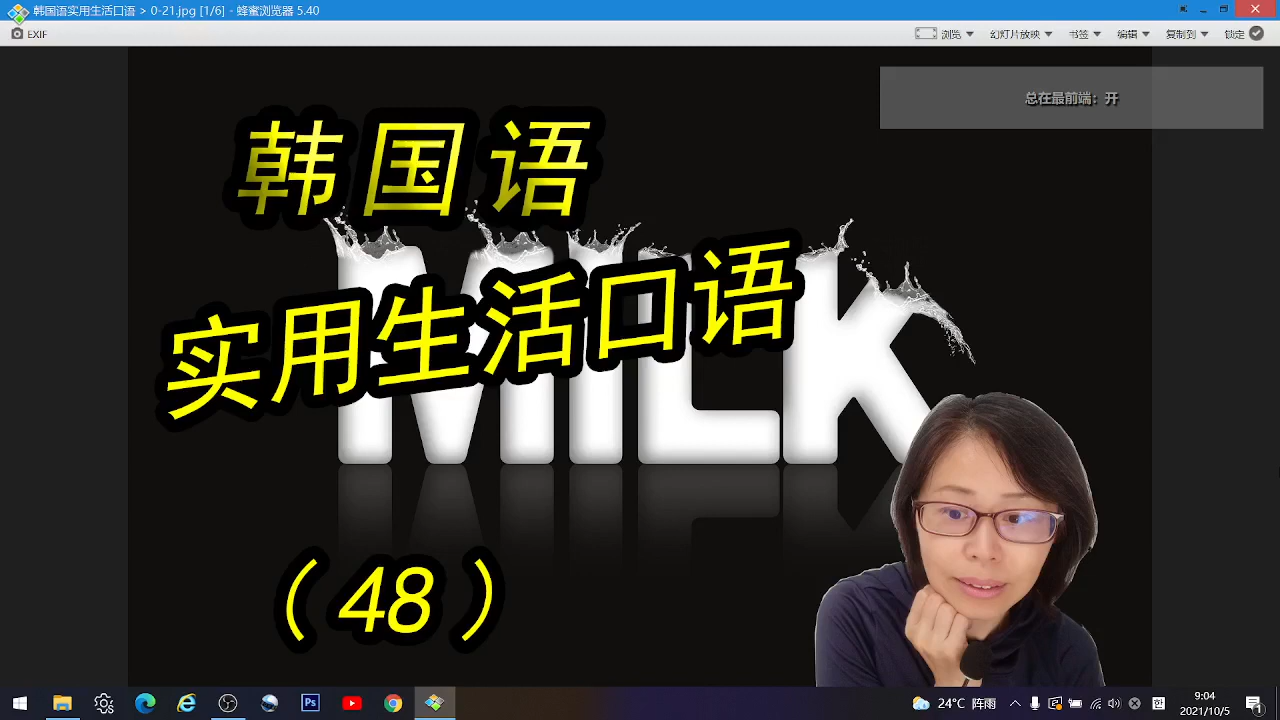 韩国语实用生活口语 > 0-21.jpg [1/6] - 蜂蜜浏览器 5.40
EXIF
浏览
幻灯片放映
书签
编辑
复制到
锁定
总在最前端：开
韩国语
MILK
实用生活口语
（48）
Ps
24°C 阵雨
한
9:04
2021/10/5
1